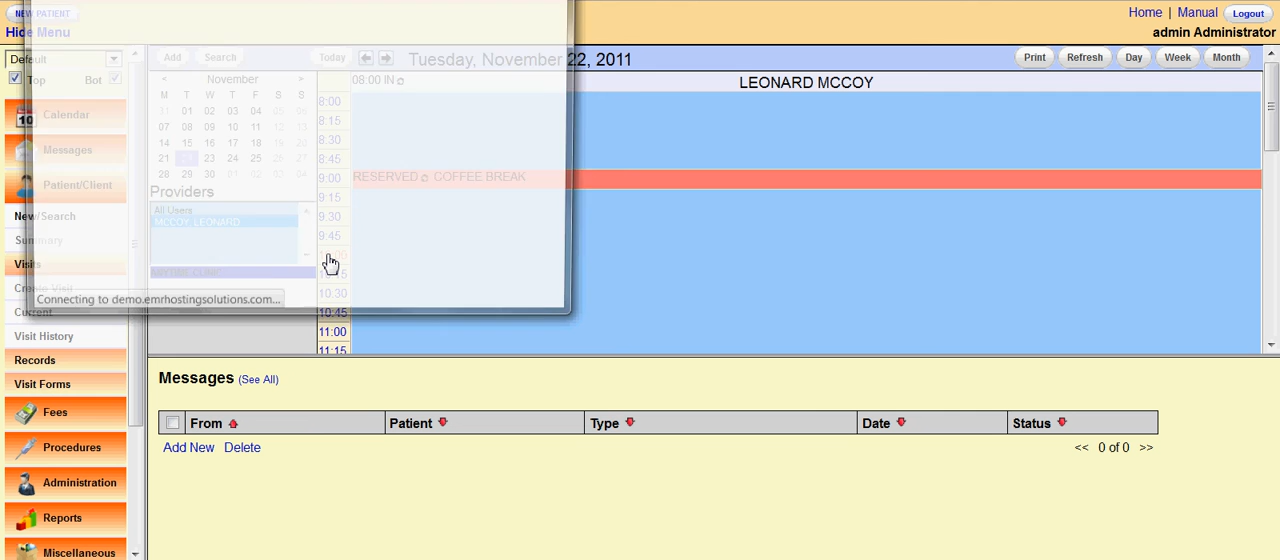 NEW PATIENT
Hide Menu
Home | Manual Logout
admin Administrator
Default
Top Bot
Calendar
Messages
Patient/Client
New/Search
Summary
Visits
Create Visit
Current
Visit History
Records
Visit Forms
Fees
Procedures
Administration
Reports
Miscellaneous
Add Search Today
Tuesday, November 22, 2011
Print Refresh Day Week Month
< November >
M T W T F S S
31 01 02 03 04 05 06
07 08 09 10 11 12 13
14 15 16 17 18 19 20
21 23 24 25 26 27
28 29 30 01 02 03 04
Providers
All Users
MCCOY, LEONARD
LEONARD MCCOY
08:00 IN
8:00
8:15
8:30
8:45
9:00
RESERVED COFFEE BREAK
9:15
9:30
9:45
10:30
10:45
11:00
11:15
Connecting to demo.emrhostingsolutions.com...
Messages (See All)
From Patient Type Date Status
Add New Delete
<< 0 of 0 >>